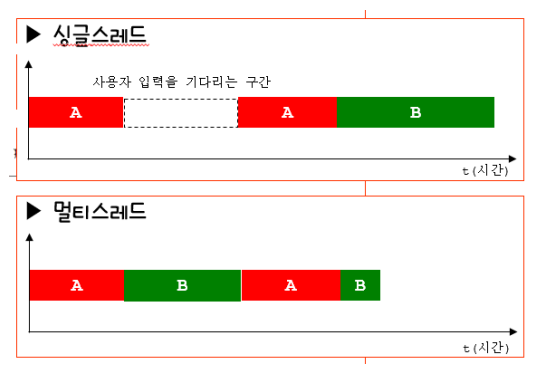 ▶ 싱글스레드
사용자 입력을 기다리는 구간
A A B
t(시간)
▶ 멀티스레드
A B A B
t(시간)